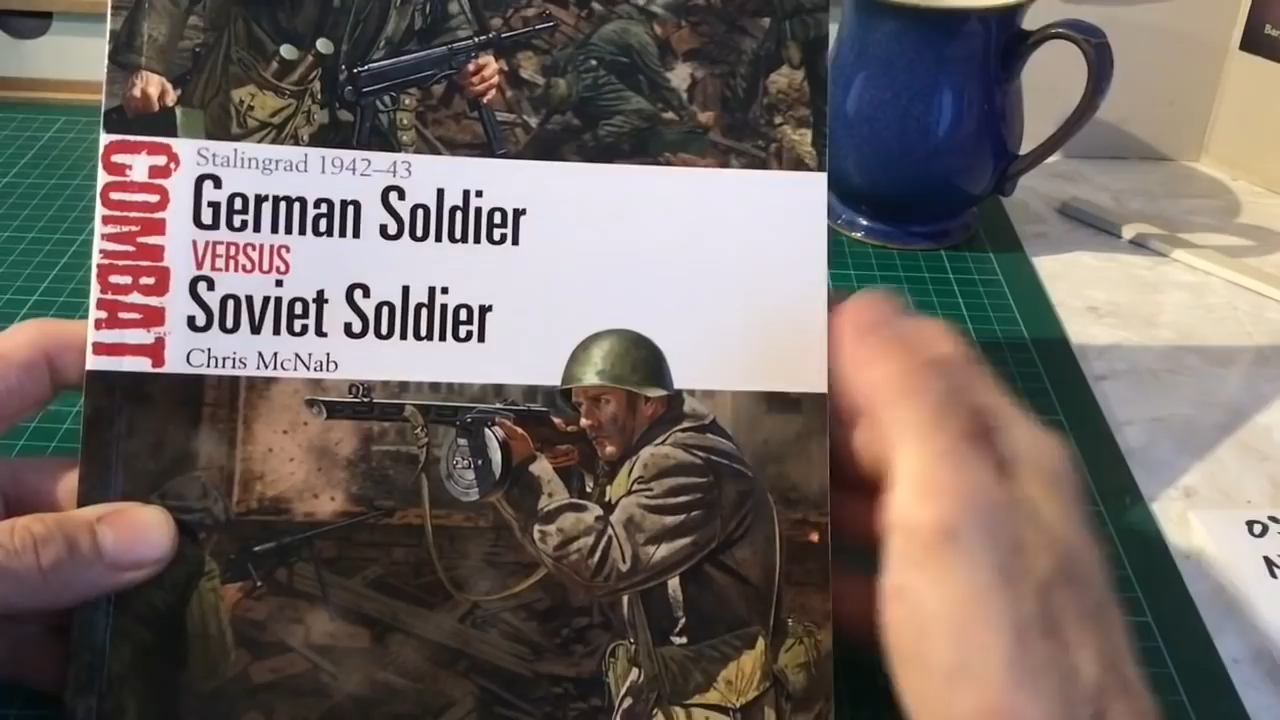 COMBAT
Stalingrad 1942–43
German Soldier
VERSUS
Soviet Soldier
Chris McNab